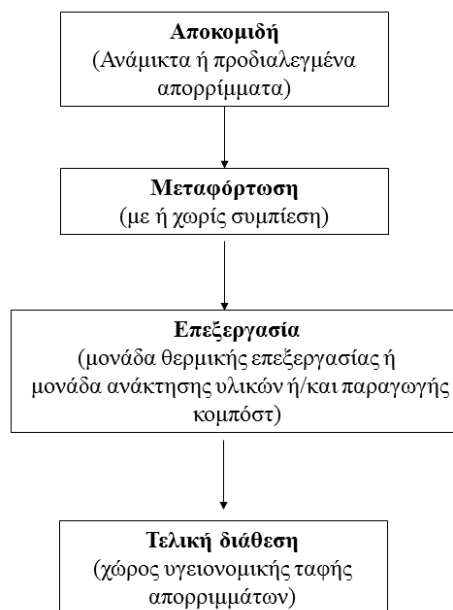 Αποκομιδή
(Ανάμικτα ή προδιαλεγμένα
απορρίμματα)
Μεταφόρτωση
(με ή χωρίς συμπίεση)
Επεξεργασία
(μονάδα θερμικής επεξεργασίας ή
μονάδα ανάκτησης υλικών ή/και παραγωγής
κομπόστ)
Τελική διάθεση
(χώρος υγειονομικής ταφής
απορριμμάτων)